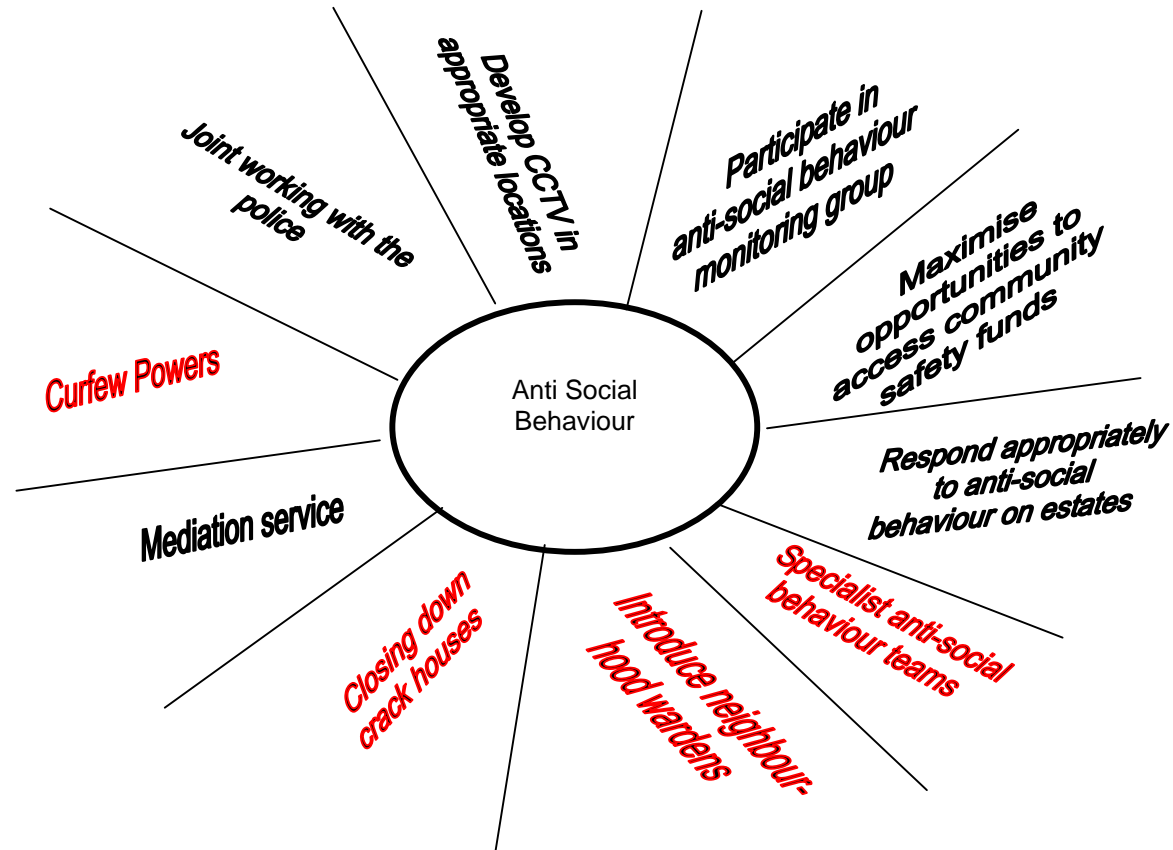 Anti Social
Behaviour
Develop CCTV in
appropriate locations
Participate in
anti-social behaviour
monitoring group
Maximise
opportunities to
access community
safety funds
Respond appropriately
to anti-social
behaviour on estates
Specialist anti-social
behaviour teams
Introduce neighbour-
hood wardens
Closing down
crack houses
Mediation service
Curfew Powers
Joint working with the
police